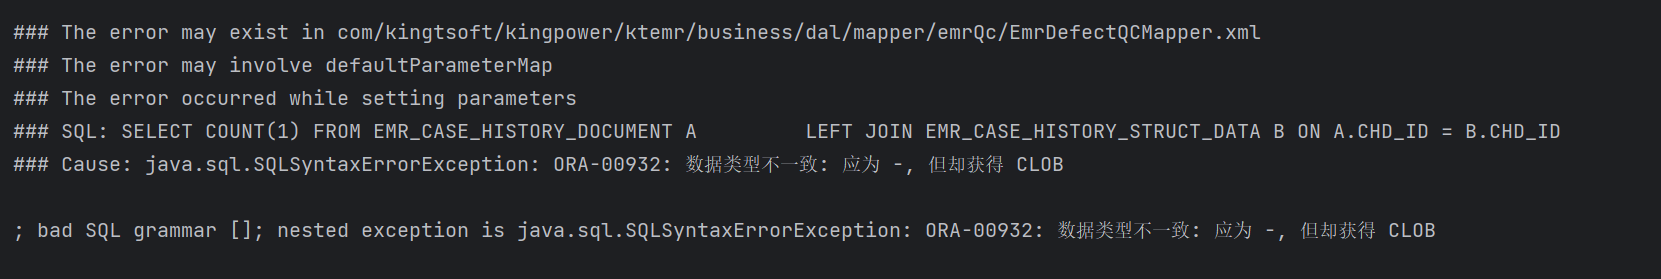 ### The error may exist in com/kingtsoft/kingpower/ktemr/business/dal/mapper/emrQc/EmrDefectQCMapper.xml
### The error may involve defaultParameterMap
### The error occurred while setting parameters
### SQL: SELECT COUNT(1) FROM EMR_CASE_HISTORY_DOCUMENT A         LEFT JOIN EMR_CASE_HISTORY_STRUCT_DATA B ON A.CHD_ID = B.CHD_ID
### Cause: java.sql.SQLSyntaxErrorException: ORA-00932: 数据类型不一致: 应为 -, 但却获得 CLOB
; bad SQL grammar []; nested exception is java.sql.SQLSyntaxErrorException: ORA-00932: 数据类型不一致: 应为 -, 但却获得 CLOB